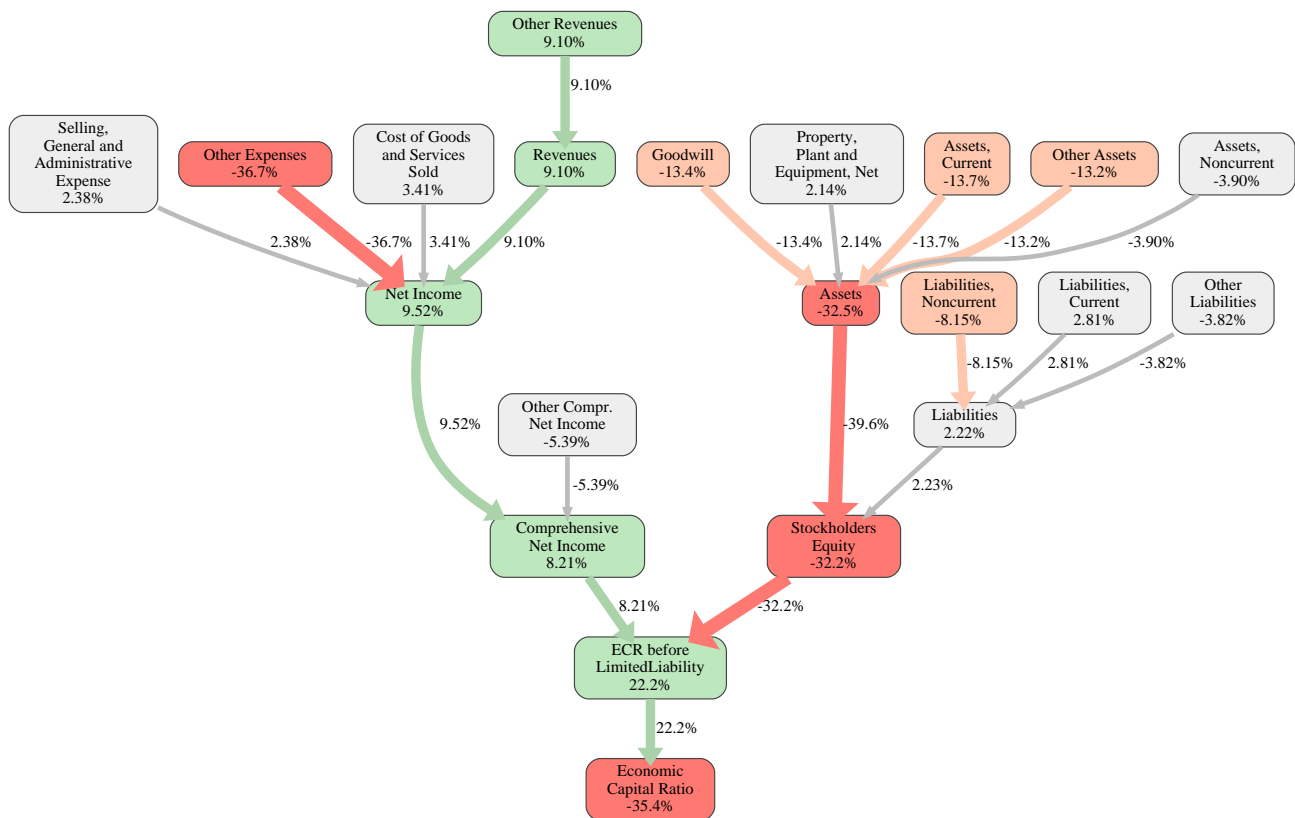 Other Revenues
9.10%
9.10%
Selling,
General and
Administrative
Expense
2.38%
Other Expenses
-36.7%
Cost of Goods
and Services
Sold
3.41%
Revenues
9.10%
Goodwill
-13.4%
Property,
Plant and
Equipment, Net
2.14%
Assets,
Current
-13.7%
Other Assets
-13.2%
Assets,
Noncurrent
-3.90%
2.38%
-36.7%
3.41%
9.10%
-13.4%
2.14%
-13.7%
-13.2%
-3.90%
Net Income
9.52%
Assets
-32.5%
Liabilities,
Noncurrent
-8.15%
Liabilities,
Current
2.81%
Other
Liabilities
-3.82%
-8.15%
2.81%
-3.82%
Other Compr.
Net Income
-5.39%
Liabilities
2.22%
9.52%
-39.6%
-5.39%
2.23%
Comprehensive
Net Income
8.21%
Stockholders
Equity
-32.2%
8.21%
-32.2%
ECR before
LimitedLiability
22.2%
22.2%
Economic
Capital Ratio
-35.4%